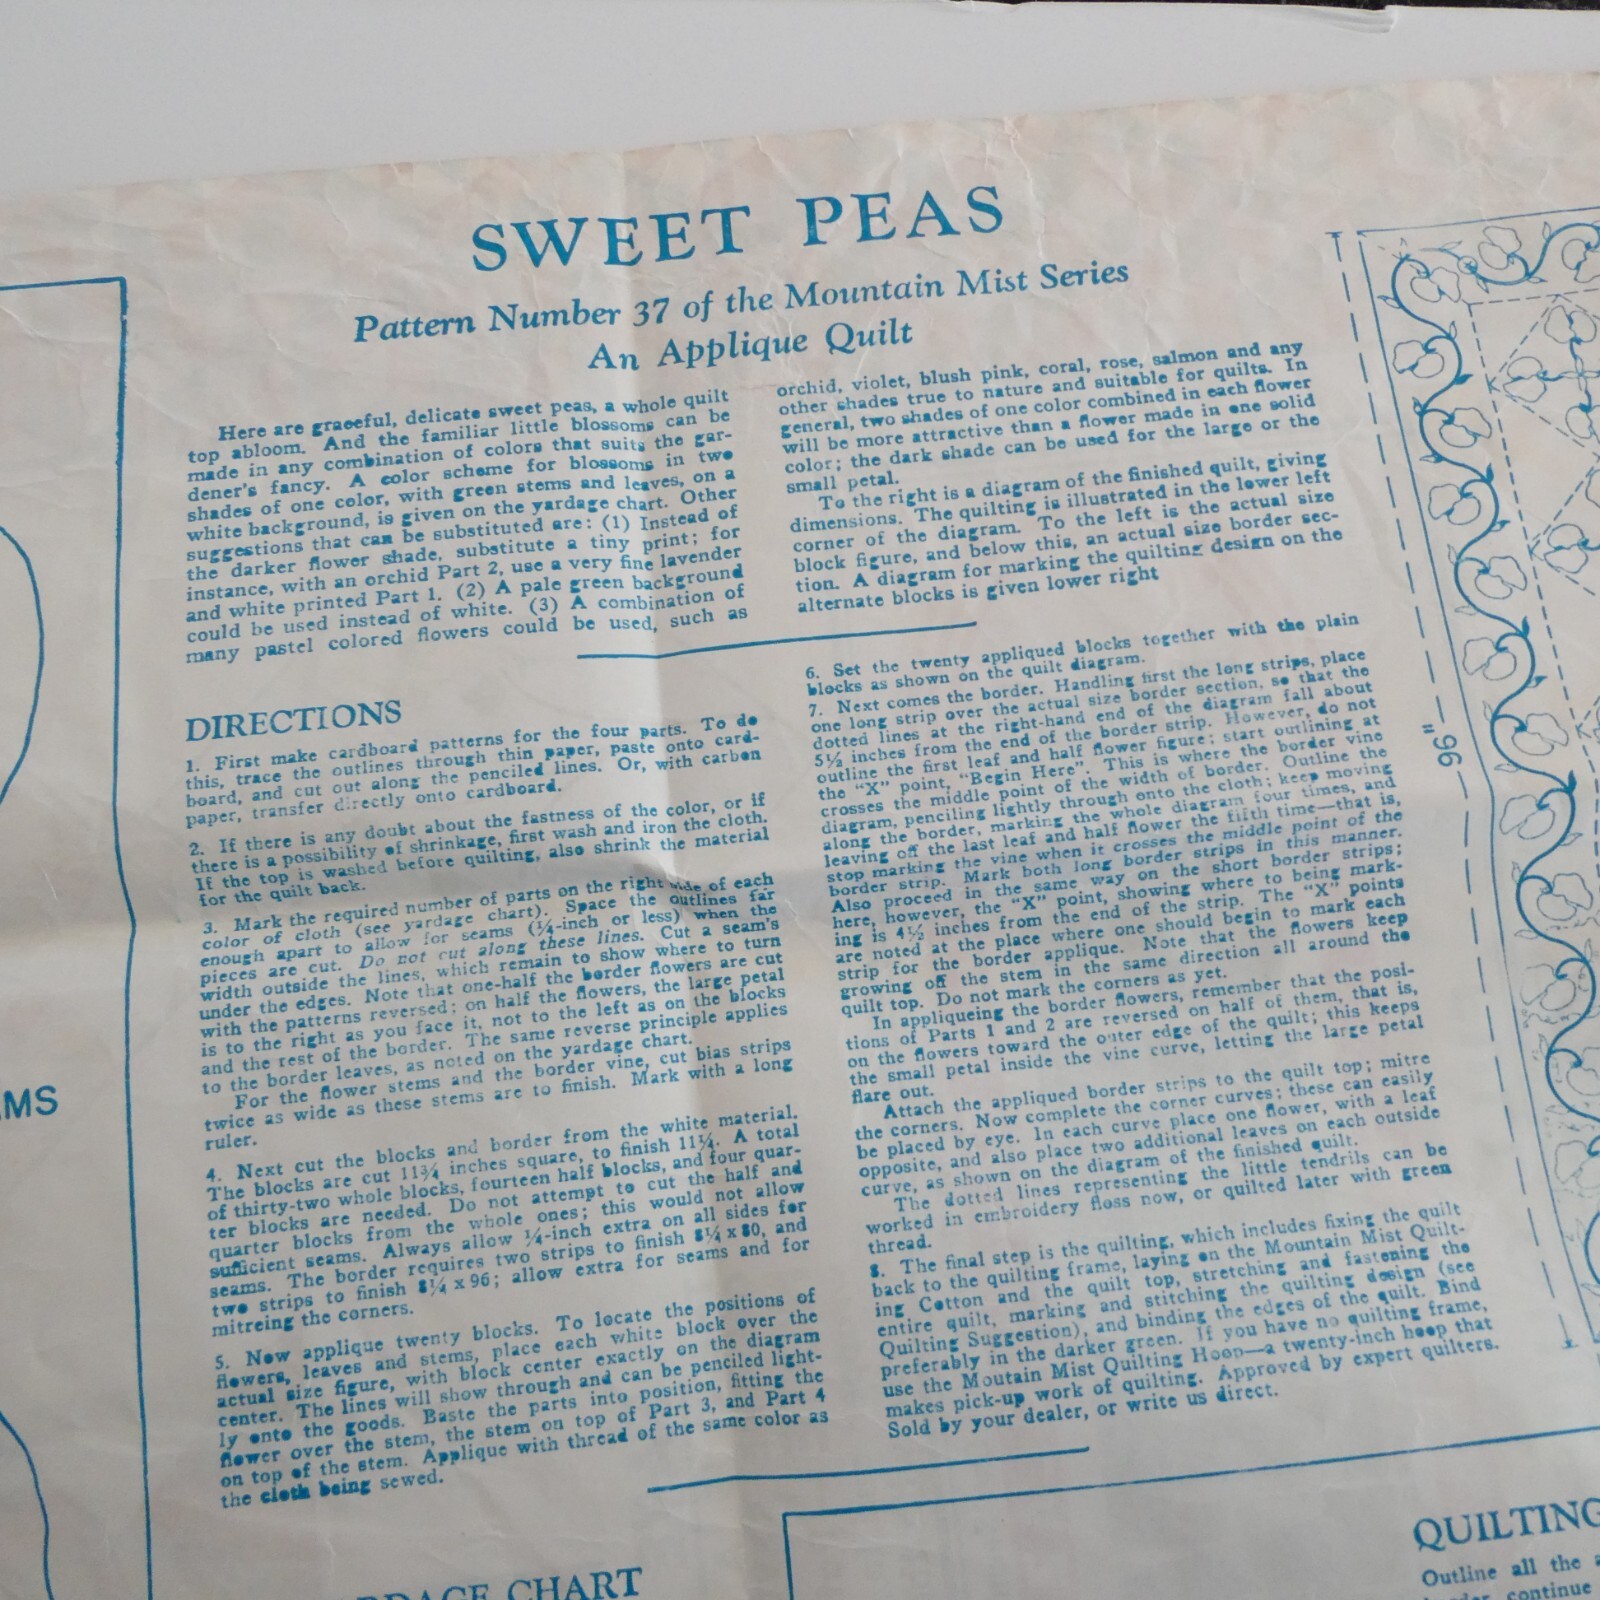 SWEET PEAS
Pattern Number 37 of the Mountain Mist Series
An Applique Quilt
Here are graceful, delicate sweet peas, a whole quilt
top abloom. And the familiar little blossoms can be
made in any combination of colors that suits the gar-
dener's fancy. A color scheme for blossoms in two
shades of one color, with green stems and leaves, on a
white background, is given on the yardage chart. Other
suggestions that can be substituted are: (1) Instead of
the darker flower shade, substitute a tiny print; for
instance, with an orchid Part 2, use a very fine lavender
and white printed Part 1. (2) A pale green background
could be used instead of white. (3) A combination of
many pastel colored flowers could be used, such as
orchid, violet, blush pink, coral, rose, salmon and any
other shades true to nature and suitable for quilts. In
general, two shades of one color combined in each flower
will be more attractive than a flower made in one solid
color; the dark shade can be used for the large or the
small petal.
To the right is a diagram of the finished quilt, giving
dimensions. The quilting is illustrated in the lower left
corner of the diagram. To the left is the actual size
block figure, and below this, an actual size border sec-
tion. A diagram for marking the quilting design on the
alternate blocks is given lower right
DIRECTIONS
1. First make cardboard patterns for the four parts. To do
this, trace the outlines through thin paper, paste onto card-
board, and cut out along the penciled lines. Or, with carbon
paper, transfer directly onto cardboard.
2. If there is any doubt about the fastness of the color, or if
there is a possibility of shrinkage, first wash and iron the cloth.
If the top is washed before quilting, also shrink the material
for the quilt back.
3. Mark the required number of parts on the right side of each
color of cloth (see yardage chart). Space the outlines far
enough apart to allow for seams (¼-inch or less) when the
pieces are cut. Do not cut along these lines. Cut a seam's
width outside the lines, which remain to show where to turn
under the edges. Note that one-half the border flowers are cut
with the patterns reversed; on half the flowers, the large petal
is to the right as you face it, not to the left as on the blocks
and the rest of the border. The same reverse principle applies
to the border leaves, as noted on the yardage chart.
For the flower stems and the border vine, cut bias strips
twice as wide as these stems are to finish. Mark with a long
ruler.
4. Next cut the blocks and border from the white material.
The blocks are cut 11¾ inches square, to finish 11¼. A total
of thirty-two whole blocks, fourteen half blocks, and four quar-
ter blocks are needed. Do not attempt to cut the half and
quarter blocks from the whole ones; this would not allow
sufficient seams. Always allow ¼-inch extra on all sides for
seams. The border requires two strips to finish 8¼ x 80, and
two strips to finish 8¼ x 96; allow extra for seams and for
mitreing the corners.
5. Now applique twenty blocks. To locate the positions of
flowers, leaves and stems, place each white block over the
actual size figure, with block center exactly on the diagram
center. The lines will show through and can be penciled light-
ly onto the goods. Baste the parts into position, fitting the
flower over the stem, the stem on top of Part 3, and Part 4
on top of the stem. Applique with thread of the same color as
the cloth being sewed.
6. Set the twenty appliqued blocks together with the plain
blocks as shown on the quilt diagram.
7. Next comes the border. Handling first the long strips, place
one long strip over the actual size border section, so that the
dotted lines at the right-hand end of the diagram fall about
5½ inches from the end of the border strip. However, do not
outline the first leaf and half flower figure; start outlining at
the "X" point, "Begin Here". This is where the border vine
crosses the middle point of the width of border. Outline the
diagram, penciling lightly through onto the cloth; keep moving
along the border, marking the whole diagram four times, and
leaving off the last leaf and half flower the fifth time—that is,
stop marking the vine when it crosses the middle point of the
border strip. Mark both long border strips in this manner.
Also proceed in the same way on the short border strips;
here, however, the "X" point, showing where to being mark-
ing is 4½ inches from the end of the strip. The "X" points
are noted at the place where one should begin to mark each
strip for the border applique. Note that the flowers keep
growing off the stem in the same direction all around the
quilt top. Do not mark the corners as yet.
In appliqueing the border flowers, remember that the posi-
tions of Parts 1 and 2 are reversed on half of them, that is,
on the flowers toward the outer edge of the quilt; this keeps
the small petal inside the vine curve, letting the large petal
flare out.
Attach the appliqued border strips to the quilt top; mitre
the corners. Now complete the corner curves; these can easily
be placed by eye. In each curve place one flower, with a leaf
opposite, and also place two additional leaves on each outside
curve, as shown on the diagram of the finished quilt.
The dotted lines representing the little tendrils can be
worked in embroidery floss now, or quilted later with green
thread.
8. The final step is the quilting, which includes fixing the quilt
back to the quilting frame, laying on the Mountain Mist Quilt-
ing Cotton and the quilt top, stretching and fastening the
entire quilt, marking and stitching the quilting design (see
Quilting Suggestion), and binding the edges of the quilt. Bind
preferably in the darker green. If you have no quilting frame,
use the Moutain Mist Quilting Hoop—a twenty-inch hoop that
makes pick-up work of quilting. Approved by expert quilters.
Sold by your dealer, or write us direct.
96"
MS
CHART
QUILTING
Outline all the
continue